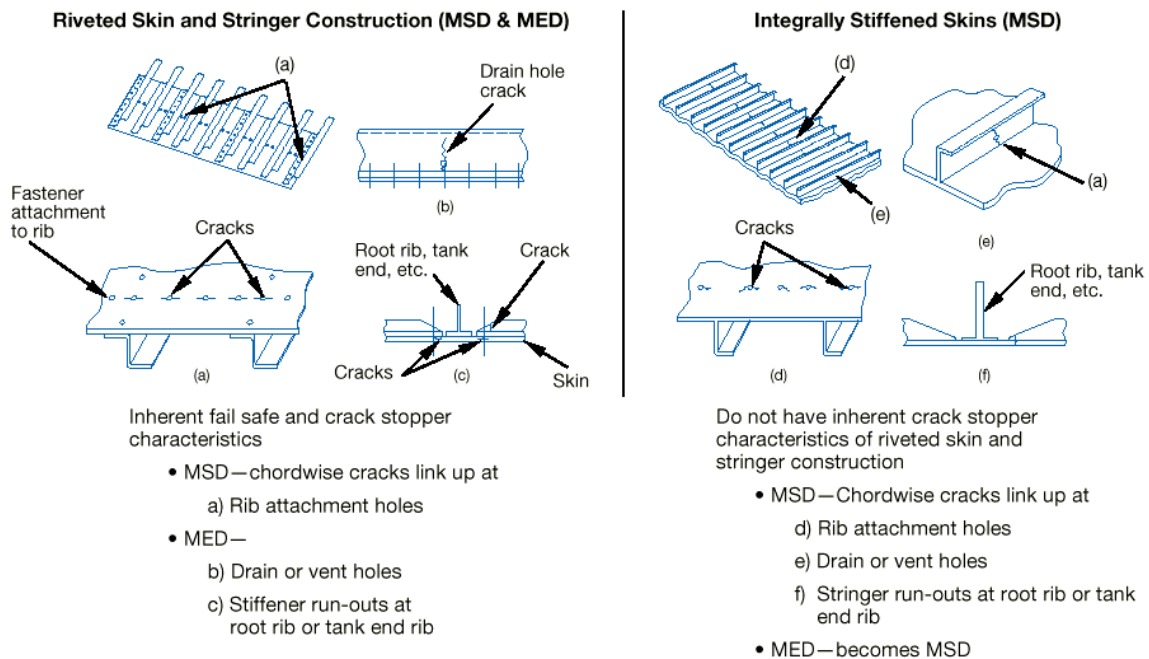 Riveted Skin and Stringer Construction (MSD & MED)
(a)
Drain hole
crack
(b)
Fastener
attachment
to rib
Cracks
(a)
Root rib, tank
end, etc.
Crack
Cracks
(c)
Skin
Inherent fail safe and crack stopper
characteristics
• MSD—chordwise cracks link up at
a) Rib attachment holes
• MED—
b) Drain or vent holes
c) Stiffener run-outs at
root rib or tank end rib
Integrally Stiffened Skins (MSD)
(d)
(e)
(a)
(e)
Cracks
(d)
Root rib, tank
end, etc.
(f)
Do not have inherent crack stopper
characteristics of riveted skin and
stringer construction
• MSD—Chordwise cracks link up at
d) Rib attachment holes
e) Drain or vent holes
f) Stringer run-outs at root rib or tank
end rib
• MED—becomes MSD